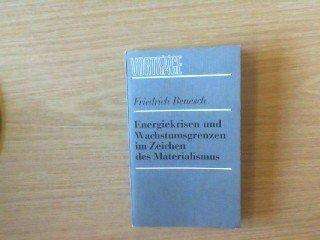 VORTRÄGE
Friedrich Benesch
Energiekrisen und
Wachstumsgrenzen
im Zeichen
des Materialismus